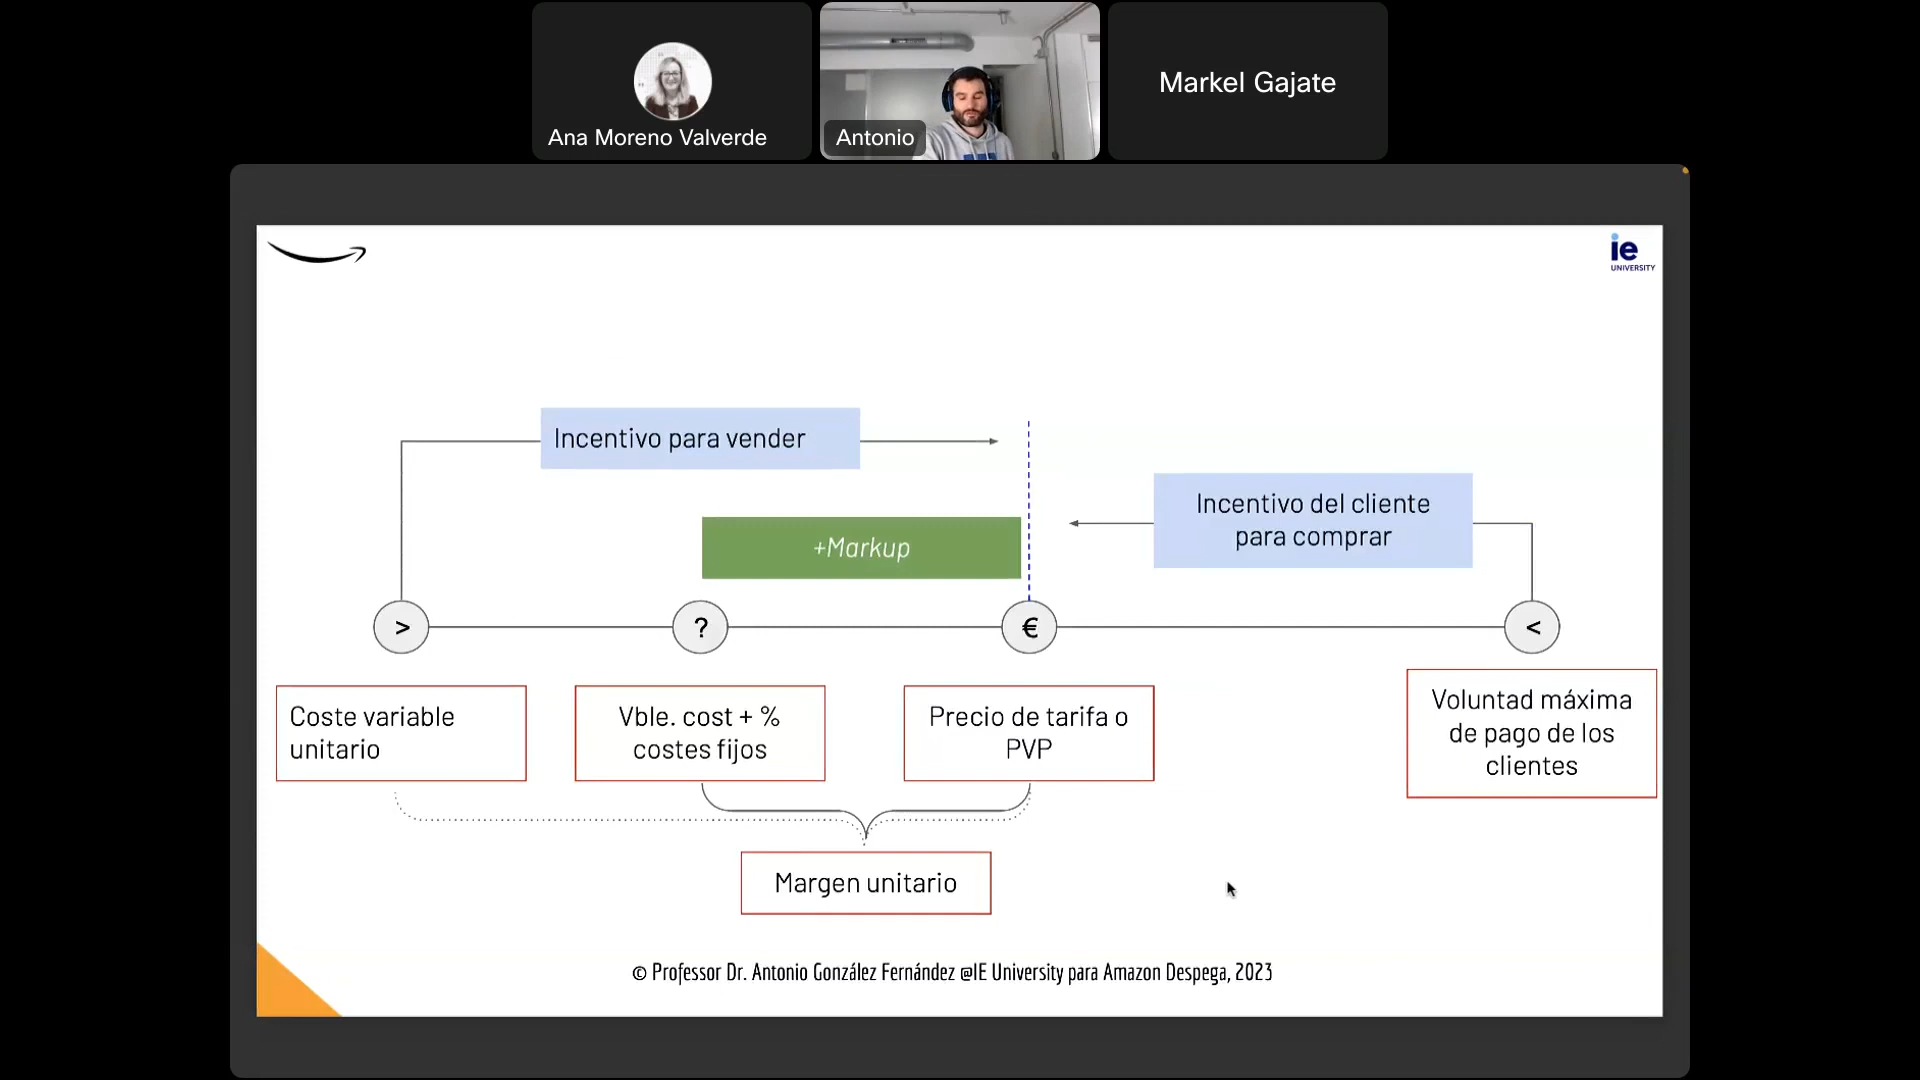 Ana Moreno Valverde
Antonio
Markel Gajate
ie
UNIVERSITY
Incentivo para vender
Incentivo del cliente
para comprar
+Markup
>
?
€
<
Coste variable
unitario
Vble. cost + %
costes fijos
Precio de tarifa o
PVP
Voluntad máxima
de pago de los
clientes
Margen unitario
© Professor Dr. Antonio González Fernández @IE University para Amazon Despega, 2023